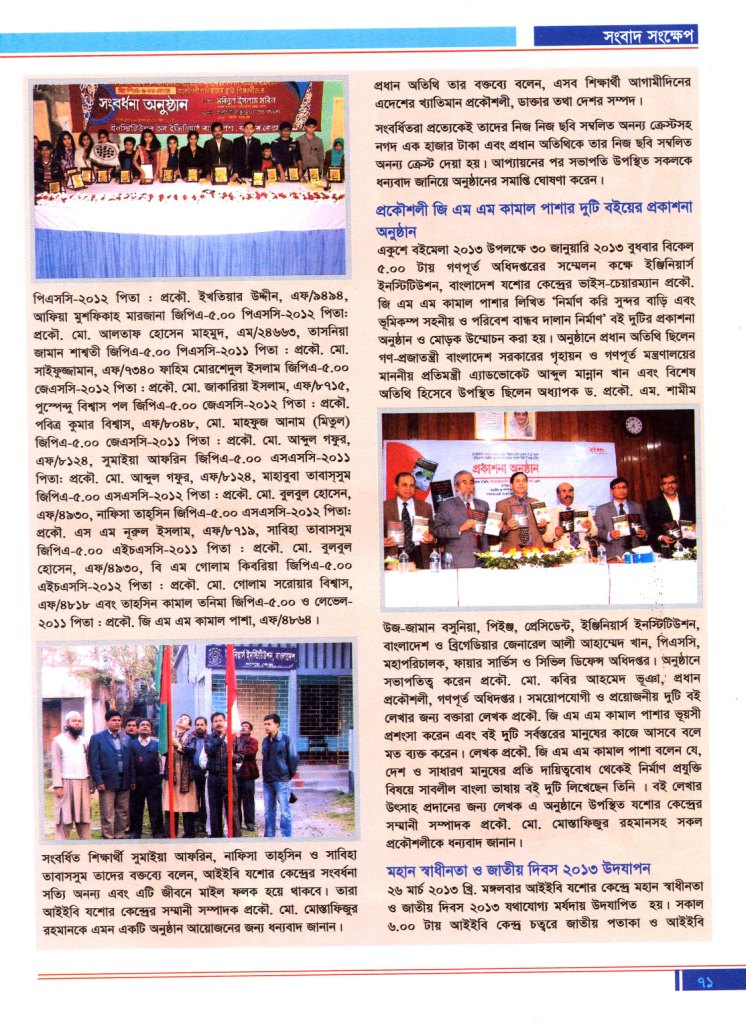 সংবাদ সংক্ষেপ
সংবর্ধনা অনুষ্ঠান
পিএসসি-২০১২ পিতা : প্রকৌ. ইখতিয়ার উদ্দীন, এফ/৯৪৯৪,
আফিয়া মুশফিকাহ মারজানা জিপিএ-৫.০০ পিএসসি-২০১২ পিতা:
প্রকৌ. মো. আলতাফ হোসেন মাহমুদ, এম/২৪৬৬৩, তাসনিয়া
জামান শাশ্বতী জিপিএ-৫.০০ পিএসসি-২০১১ পিতা : প্রকৌ. মো.
সাইফুজ্জামান, এফ/৭৩৪০ ফাহিম মোরশেদুল ইসলাম জিপিএ-৫.০০
জেএসসি-২০১২ পিতা : প্রকৌ. মো. জাকারিয়া ইসলাম, এফ/৮৭১৫,
পুস্পেন্দু বিশ্বাস পল জিপিএ-৫.০০ জেএসসি-২০১২ পিতা : প্রকৌ.
পবিত্র কুমার বিশ্বাস, এফ/৮০৪৮, মো. মাহফুজ আনাম (মিতুল)
জিপিএ-৫.০০ জেএসসি-২০১১ পিতা : প্রকৌ. মো. আব্দুল গফুর,
এফ/৮১২৪, সুমাইয়া আফরিন জিপিএ-৫.০০ এসএসসি-২০১১
পিতা: প্রকৌ. মো. আব্দুল গফুর, এফ/৮১২৪, মাহাবুবা তাবাস্সুম
জিপিএ-৫.০০ এসএসসি-২০১২ পিতা : প্রকৌ. মো. বুলবুল হোসেন,
এফ/৪৯৩০, নাফিসা তাহ্সিন জিপিএ-৫.০০ এসএসসি-২০১২ পিতা:
প্রকৌ. এস এম নূরুল ইসলাম, এফ/৮৭১৯, সাবিহা তাবাসসুম
জিপিএ-৫.০০ এইচএসসি-২০১১ পিতা : প্রকৌ. মো. বুলবুল
হোসেন, এফ/৪৯৩০, বি এম গোলাম কিবরিয়া জিপিএ-৫.০০
এইচএসসি-২০১২ পিতা : প্রকৌ. মো. গোলাম সরোয়ার বিশ্বাস,
এফ/৪৮১৮ এবং তাহসিন কামাল তনিমা জিপিএ-৫.০০ ও লেভেল-
২০১১ পিতা : প্রকৌ. জি এম এম কামাল পাশা, এফ/৪৮৬৪।
সংবর্ধিত শিক্ষার্থী সুমাইয়া আফরিন, নাফিসা তাহ্সিন ও সাবিহা
তাবাসসুম তাদের বক্তব্যে বলেন, আইইবি যশোর কেন্দ্রের সংবর্ধনা
সত্যি অনন্য এবং এটি জীবনে মাইল ফলক হয়ে থাকবে। তারা
আইইবি যশোর কেন্দ্রের সম্মানী সম্পাদক প্রকৌ. মো. মোস্তাফিজুর
রহমানকে এমন একটি অনুষ্ঠান আয়োজনের জন্য ধন্যবাদ জানান।
প্রধান অতিথি তার বক্তব্যে বলেন, এসব শিক্ষার্থী আগামীদিনের
এদেশের খ্যাতিমান প্রকৌশলী, ডাক্তার তথা দেশর সম্পদ।
সংবর্ধিতরা প্রত্যেকেই তাদের নিজ নিজ ছবি সম্বলিত অনন্য ক্রেস্টসহ
নগদ এক হাজার টাকা এবং প্রধান অতিথিকে তার নিজ ছবি সম্বলিত
অনন্য ক্রেস্ট দেয়া হয়। আপ্যায়নের পর সভাপতি উপস্থিত সকলকে
ধন্যবাদ জানিয়ে অনুষ্ঠানের সমাপ্তি ঘোষণা করেন।
প্রকৌশলী জি এম এম কামাল পাশার দুটি বইয়ের প্রকাশনা
অনুষ্ঠান
একুশে বইমেলা ২০১৩ উপলক্ষে ৩০ জানুয়ারি ২০১৩ বুধবার বিকেল
৫.০০ টায় গণপূর্ত অধিদপ্তরের সম্মেলন কক্ষে ইঞ্জিনিয়ার্স
ইনস্টিটিউশন, বাংলাদেশ যশোর কেন্দ্রের ভাইস-চেয়ারম্যান প্রকৌ.
জি এম এম কামাল পাশার লিখিত 'নির্মাণ করি সুন্দর বাড়ি এবং
ভূমিকম্প সহনীয় ও পরিবেশ বান্ধব দালান নির্মাণ' বই দুটির প্রকাশনা
অনুষ্ঠান ও মোড়ক উম্মোচন করা হয়। অনুষ্ঠানে প্রধান অতিথি ছিলেন
গণ-প্রজাতন্ত্রী বাংলাদেশ সরকারের গৃহায়ন ও গণপূর্ত মন্ত্রণালয়ের
মাননীয় প্রতিমন্ত্রী এ্যাডভোকেট আব্দুল মান্নান খান এবং বিশেষ
অতিথি হিসেবে উপস্থিত ছিলেন অধ্যাপক ড. প্রকৌ. এম. শামীম
প্রকাশনা অনুষ্ঠান
উজ-জামান বসুনিয়া, পিইঞ্জ, প্রেসিডেন্ট, ইঞ্জিনিয়ার্স ইনস্টিটিউশন,
বাংলাদেশ ও ব্রিগেডিয়ার জেনারেল আলী আহাম্মেদ খান, পিএসসি,
মহাপরিচালক, ফায়ার সার্ভিস ও সিভিল ডিফেন্স অধিদপ্তর। অনুষ্ঠানে
সভাপতিত্ব করেন প্রকৌ. মো. কবির আহমেদ ভূঞা, প্রধান
প্রকৌশলী, গণপূর্ত অধিদপ্তর। সময়োপযোগী ও প্রয়োজনীয় দুটি বই
লেখার জন্য বক্তারা লেখক প্রকৌ. জি এম এম কামাল পাশার ভূয়সী
প্রশংসা করেন এবং বই দুটি সর্বস্তরের মানুষের কাজে আসবে বলে
মত ব্যক্ত করেন। লেখক প্রকৌ. জি এম এম কামাল পাশা বলেন যে,
দেশ ও সাধারণ মানুষের প্রতি দায়িত্ববোধ থেকেই নির্মাণ প্রযুক্তি
বিষয়ে সাবলীল বাংলা ভাষায় বই দুটি লিখেছেন তিনি । বই লেখার
উৎসাহ প্রদানের জন্য লেখক এ অনুষ্ঠানে উপস্থিত যশোর কেন্দ্রের
সম্মানী সম্পাদক প্রকৌ. মো. মোস্তাফিজুর রহমানসহ সকল
প্রকৌশলীকে ধন্যবাদ জানান।
মহান স্বাধীনতা ও জাতীয় দিবস ২০১৩ উদযাপন
২৬ মার্চ ২০১৩ খ্রি. মঙ্গলবার আইইবি যশোর কেন্দ্রে মহান স্বাধীনতা
ও জাতীয় দিবস ২০১৩ যথাযোগ্য মর্যদায় উদযাপিত হয়। সকাল
৬.০০ টায় আইইবি কেন্দ্র চত্বরে জাতীয় পতাকা ও আইইবি
৭১